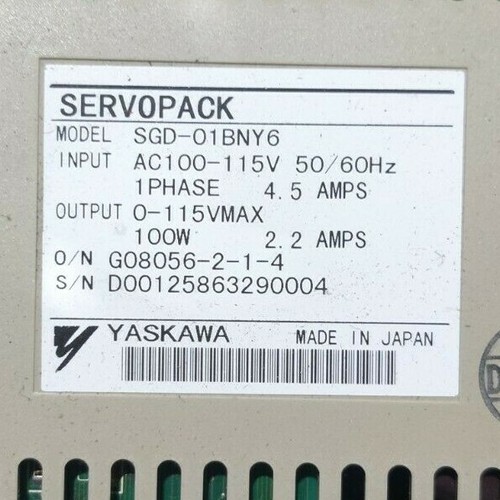 SERVOPACK
MODEL SGD-01BNY6
INPUT AC100-115V 50/60Hz
1PHASE 4.5 AMPS
OUTPUT 0-115VMAX
100W 2.2 AMPS
O/N G08056-2-1-4
S/N D00125863290004
YASKAWA MADE IN JAPAN